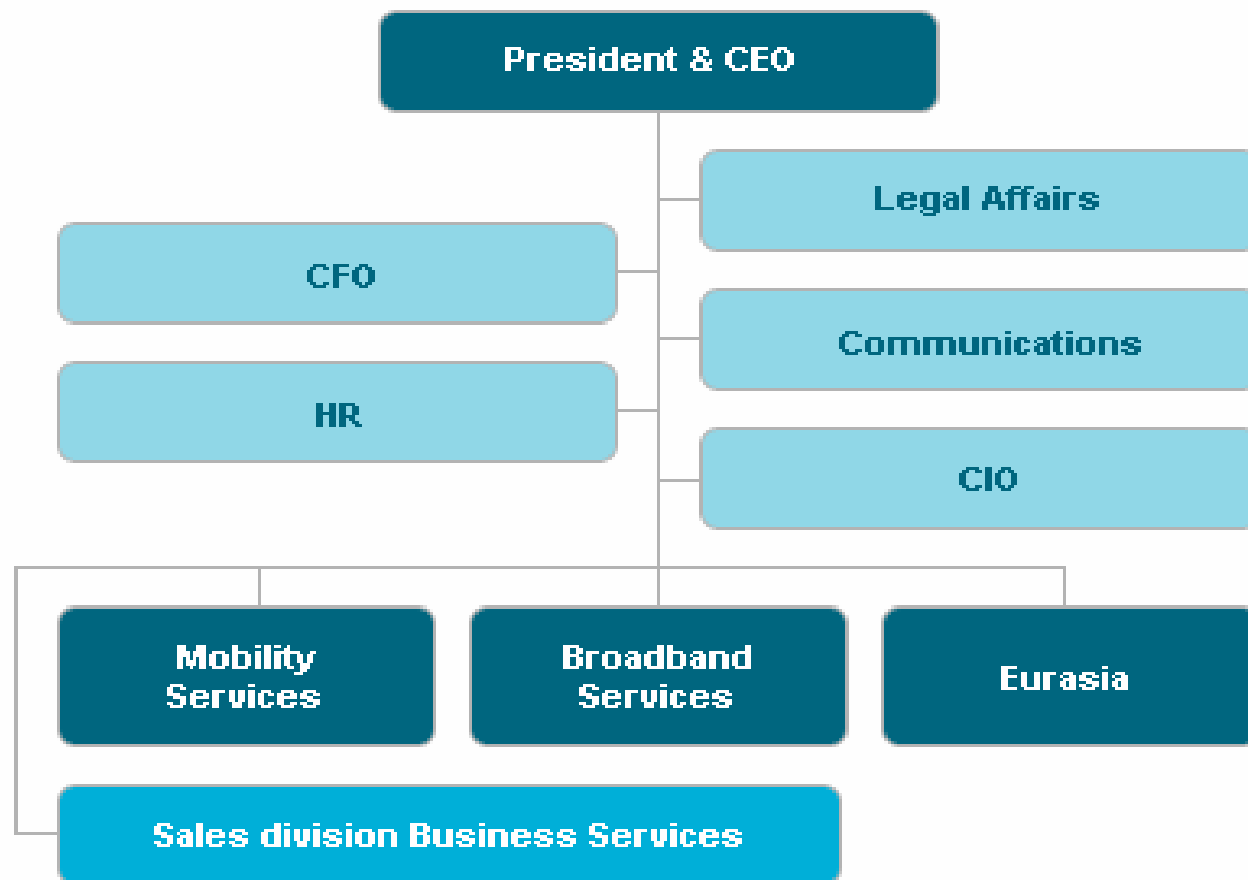 President & CEO
Legal Affairs
CFO
Communications
HR
CIO
Mobility
Services
Broadband
Services
Eurasia
Sales division Business Services